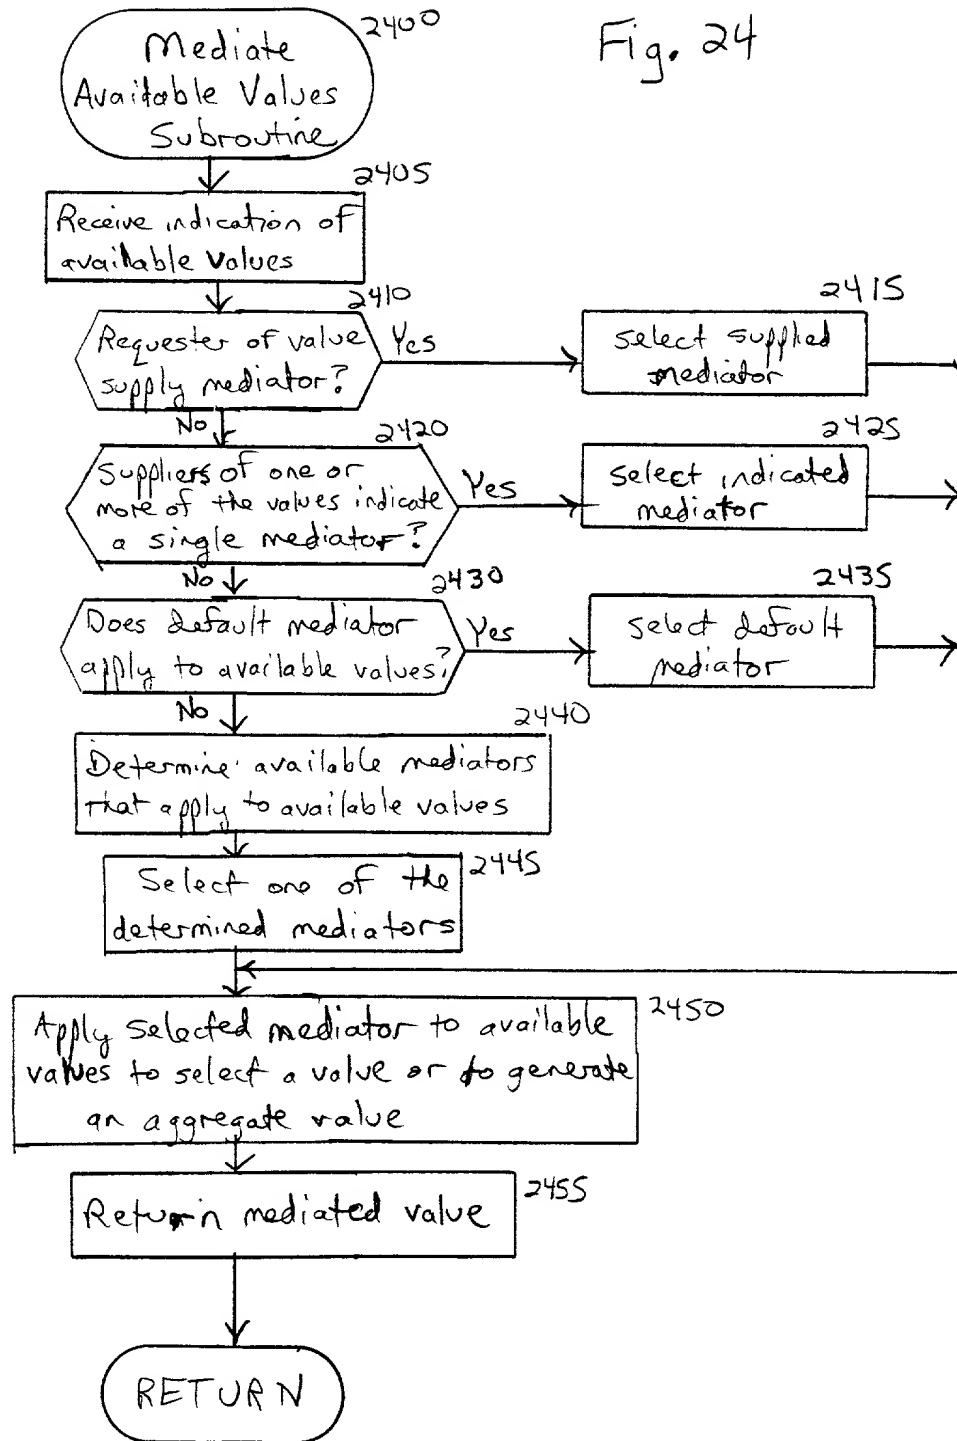 Fig. 24
2400
Mediate
Available Values
Subroutine
2405
Receive indication of
available values
2410
Requester of value
supply mediator?
Yes
2415
select supplied
mediator
No
2420
Suppliers of one or
more of the values indicate
a single mediator?
Yes
2425
select indicated
mediator
No
2430
Does default mediator
apply to available values?
Yes
2435
select default
mediator
No
2440
Determine available mediators
that apply to available values
2445
Select one of the
determined mediators
2450
Apply selected mediator to available
values to select a value or to generate
an aggregate value
2455
Return mediated value
RETURN